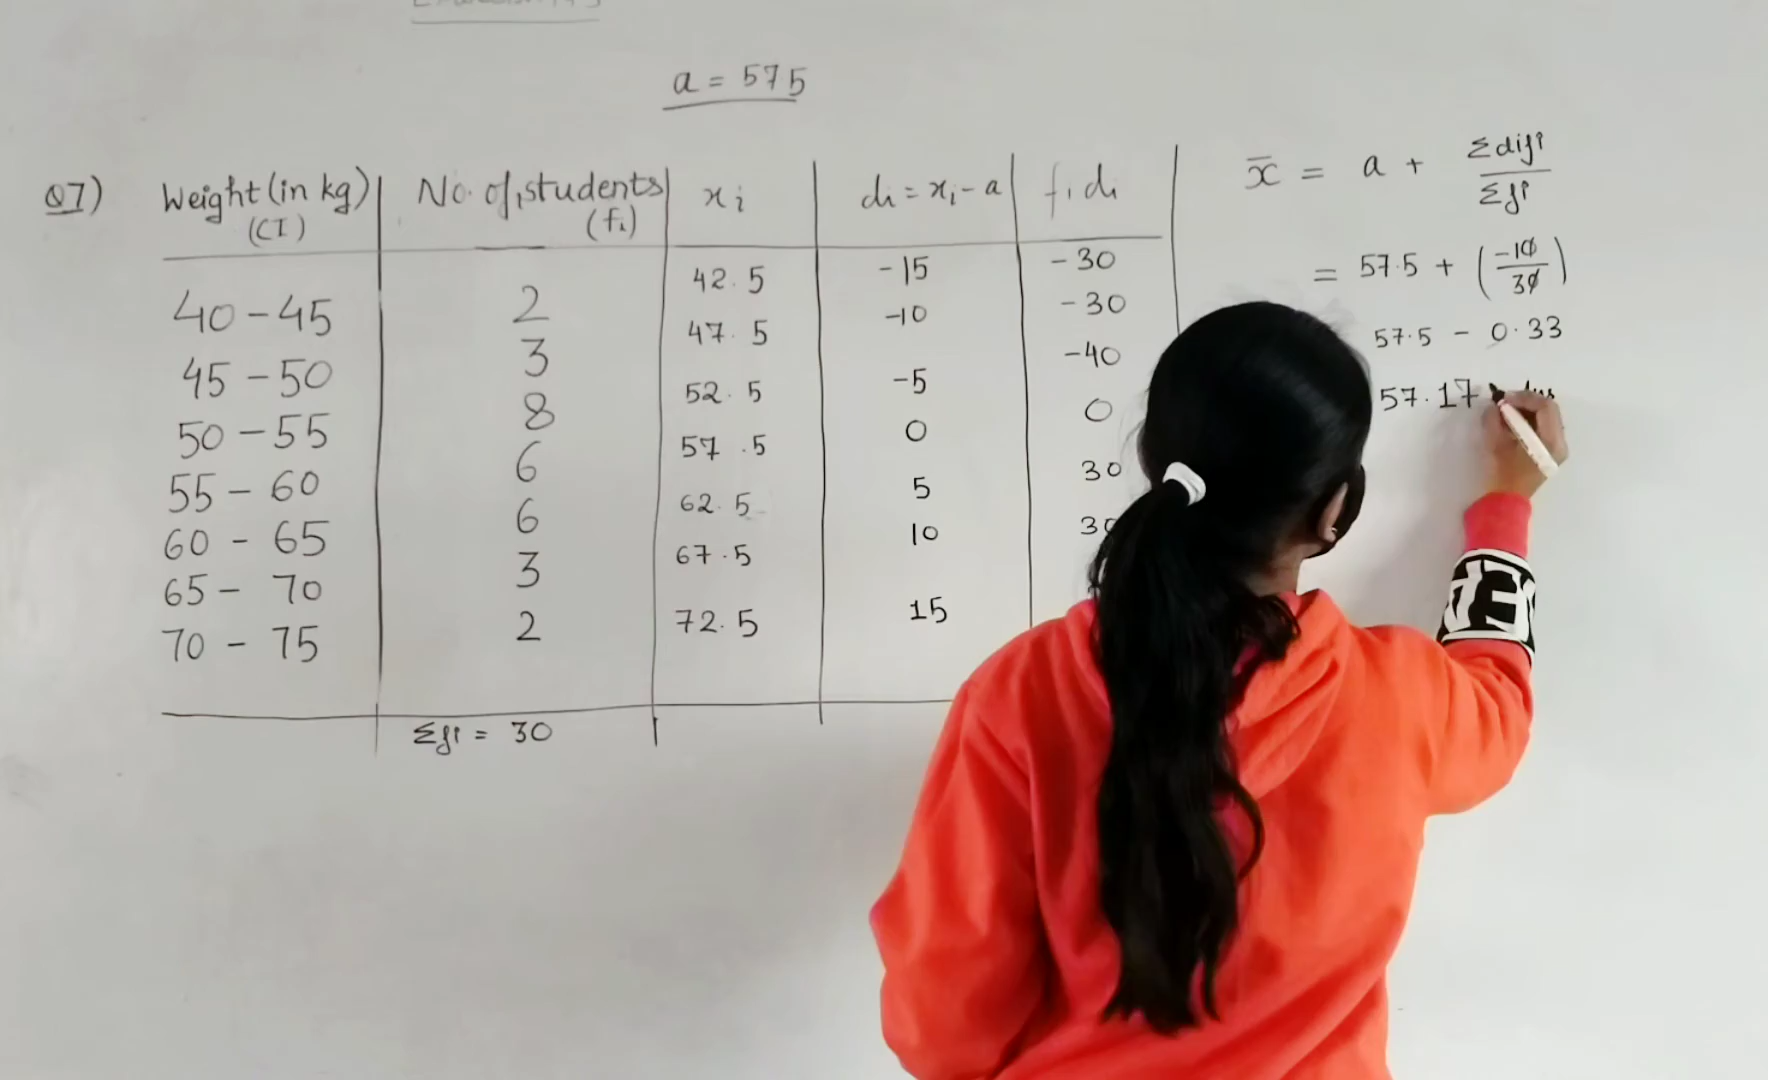 a = 575
Q7) Weight (in kg) (CI) No. of students (fi) xi di = xi - a fidi
40 - 45 2 42.5 -15 -30
45 - 50 3 47.5 -10 -30
50 - 55 8 52.5 -5 -40
55 - 60 6 57.5 0 0
60 - 65 6 62.5 5 30
65 - 70 3 67.5 10 30
70 - 75 2 72.5 15
Σfi = 30
x̄ = a + Σdifi / Σfi
= 57.5 + (-10/30)
57.5 - 0.33
57.17